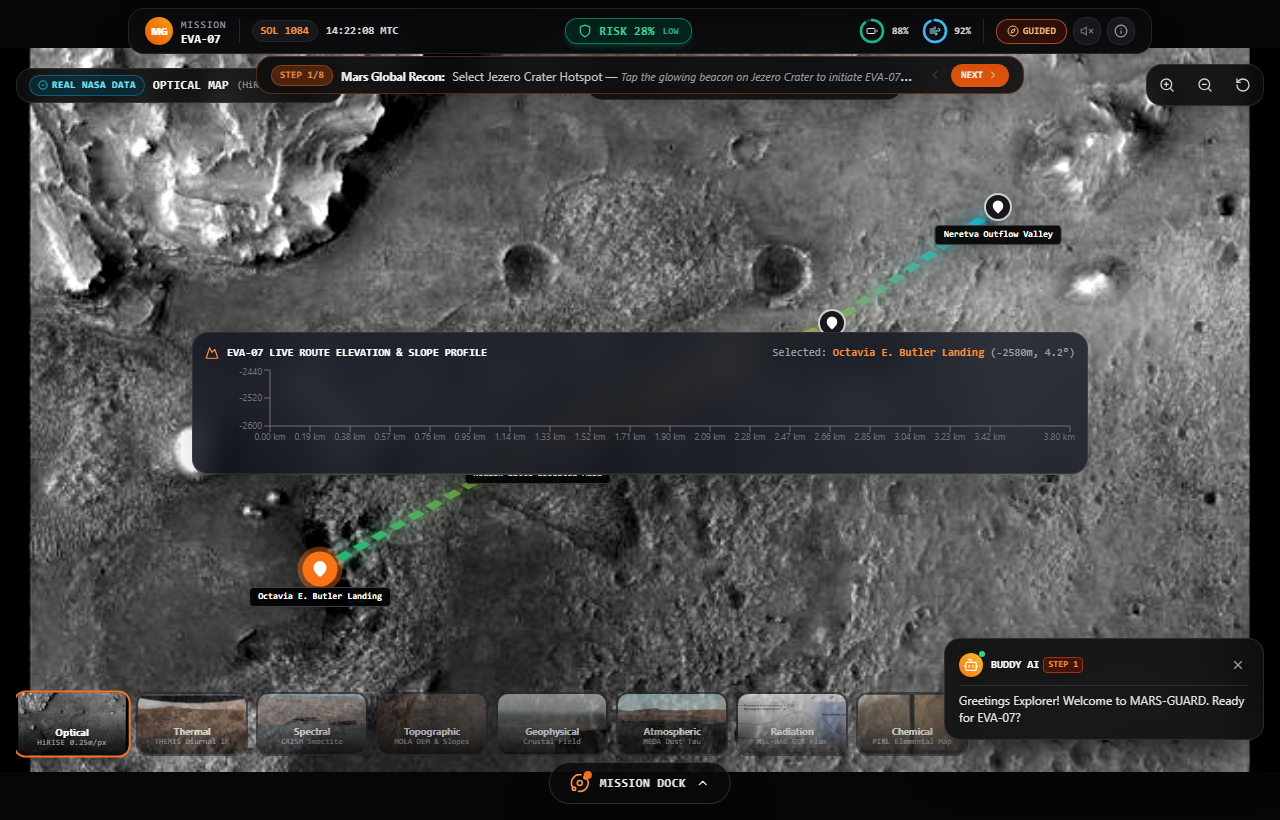 MG
MISSION
EVA-07
SOL 1084
14:22:08 MTC
RISK 28% LOW
88%
92%
GUIDED
REAL NASA DATA
OPTICAL MAP
STEP 1/8
Mars Global Recon: Select Jezero Crater Hotspot — Tap the glowing beacon on Jezero Crater to initiate EVA-07...
NEXT
Neretva Outflow Valley
EVA-07 LIVE ROUTE ELEVATION & SLOPE PROFILE
Selected: Octavia E. Butler Landing (-2580m, 4.2°)
-2440
-2520
-2600
0.00 km 0.19 km 0.38 km 0.57 km 0.76 km 0.95 km 1.14 km 1.33 km 1.52 km 1.71 km 1.90 km 2.09 km 2.28 km 2.47 km 2.66 km 2.85 km 3.04 km 3.23 km 3.42 km 3.80 km
Octavia E. Butler Landing
BUDDY AI STEP 1
Greetings Explorer! Welcome to MARS-GUARD. Ready
for EVA-07?
Optical
HiRISE 0.25m/px
Thermal
THEMIS Diurnal IR
Spectral
CRISM Smectite
Topographic
MOLA DEM & Slopes
Geophysical
Crustal Field
Atmospheric
MEDA Dust Tau
Radiation
MSL-RAD GCR Flux
Chemical
PIXL Elemental Map
MISSION DOCK